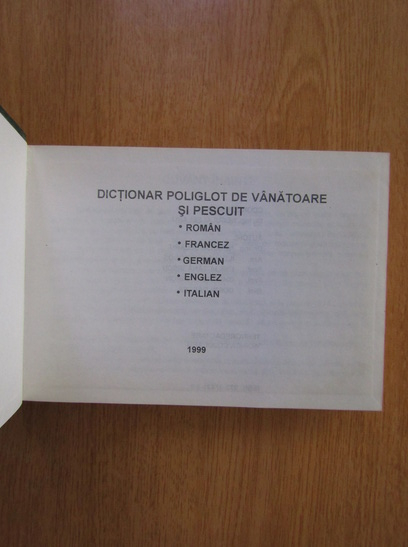 DICȚIONAR POLIGLOT DE VÂNĂTOARE
ȘI PESCUIT
• ROMÂN
• FRANCEZ
• GERMAN
• ENGLEZ
• ITALIAN
1999